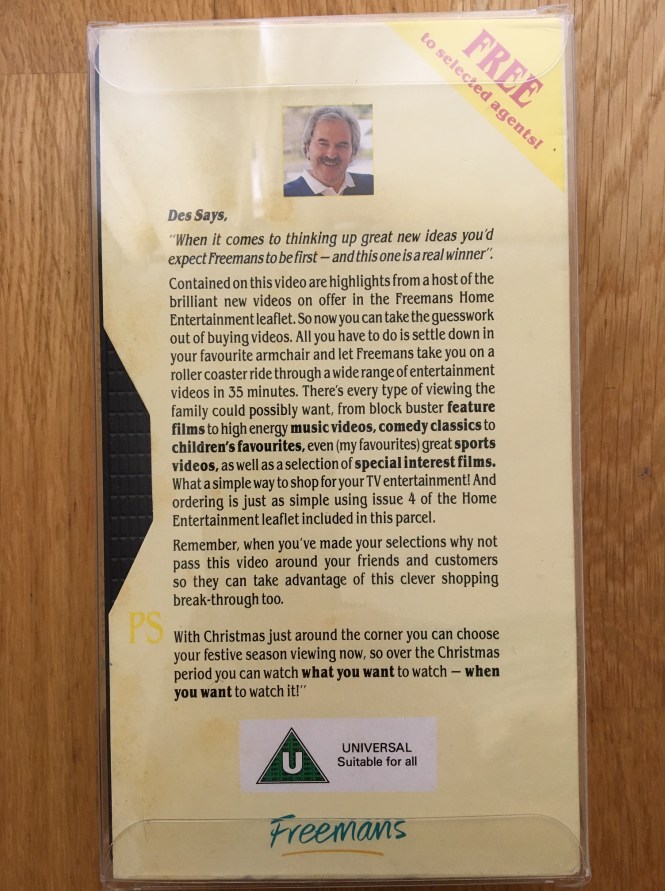 FREE
to selected agents!
Des Says,
"When it comes to thinking up great new ideas you'd
expect Freemans to be first – and this one is a real winner".
Contained on this video are highlights from a host of the
brilliant new videos on offer in the Freemans Home
Entertainment leaflet. So now you can take the guesswork
out of buying videos. All you have to do is settle down in
your favourite armchair and let Freemans take you on a
roller coaster ride through a wide range of entertainment
videos in 35 minutes. There's every type of viewing the
family could possibly want, from block buster feature
films to high energy music videos, comedy classics to
children's favourites, even (my favourites) great sports
videos, as well as a selection of special interest films.
What a simple way to shop for your TV entertainment! And
ordering is just as simple using issue 4 of the Home
Entertainment leaflet included in this parcel.
Remember, when you've made your selections why not
pass this video around your friends and customers
so they can take advantage of this clever shopping
break-through too.
PS
With Christmas just around the corner you can choose
your festive season viewing now, so over the Christmas
period you can watch what you want to watch – when
you want to watch it!"
U
UNIVERSAL
Suitable for all
Freemans